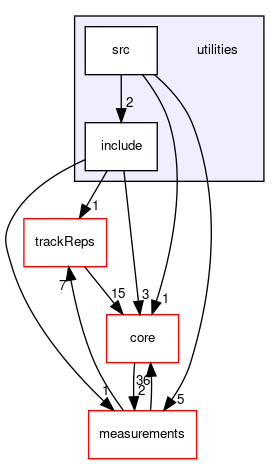 src utilities
2
include
1
trackReps
7
15 3 1
core
36
1 2 5
measurements